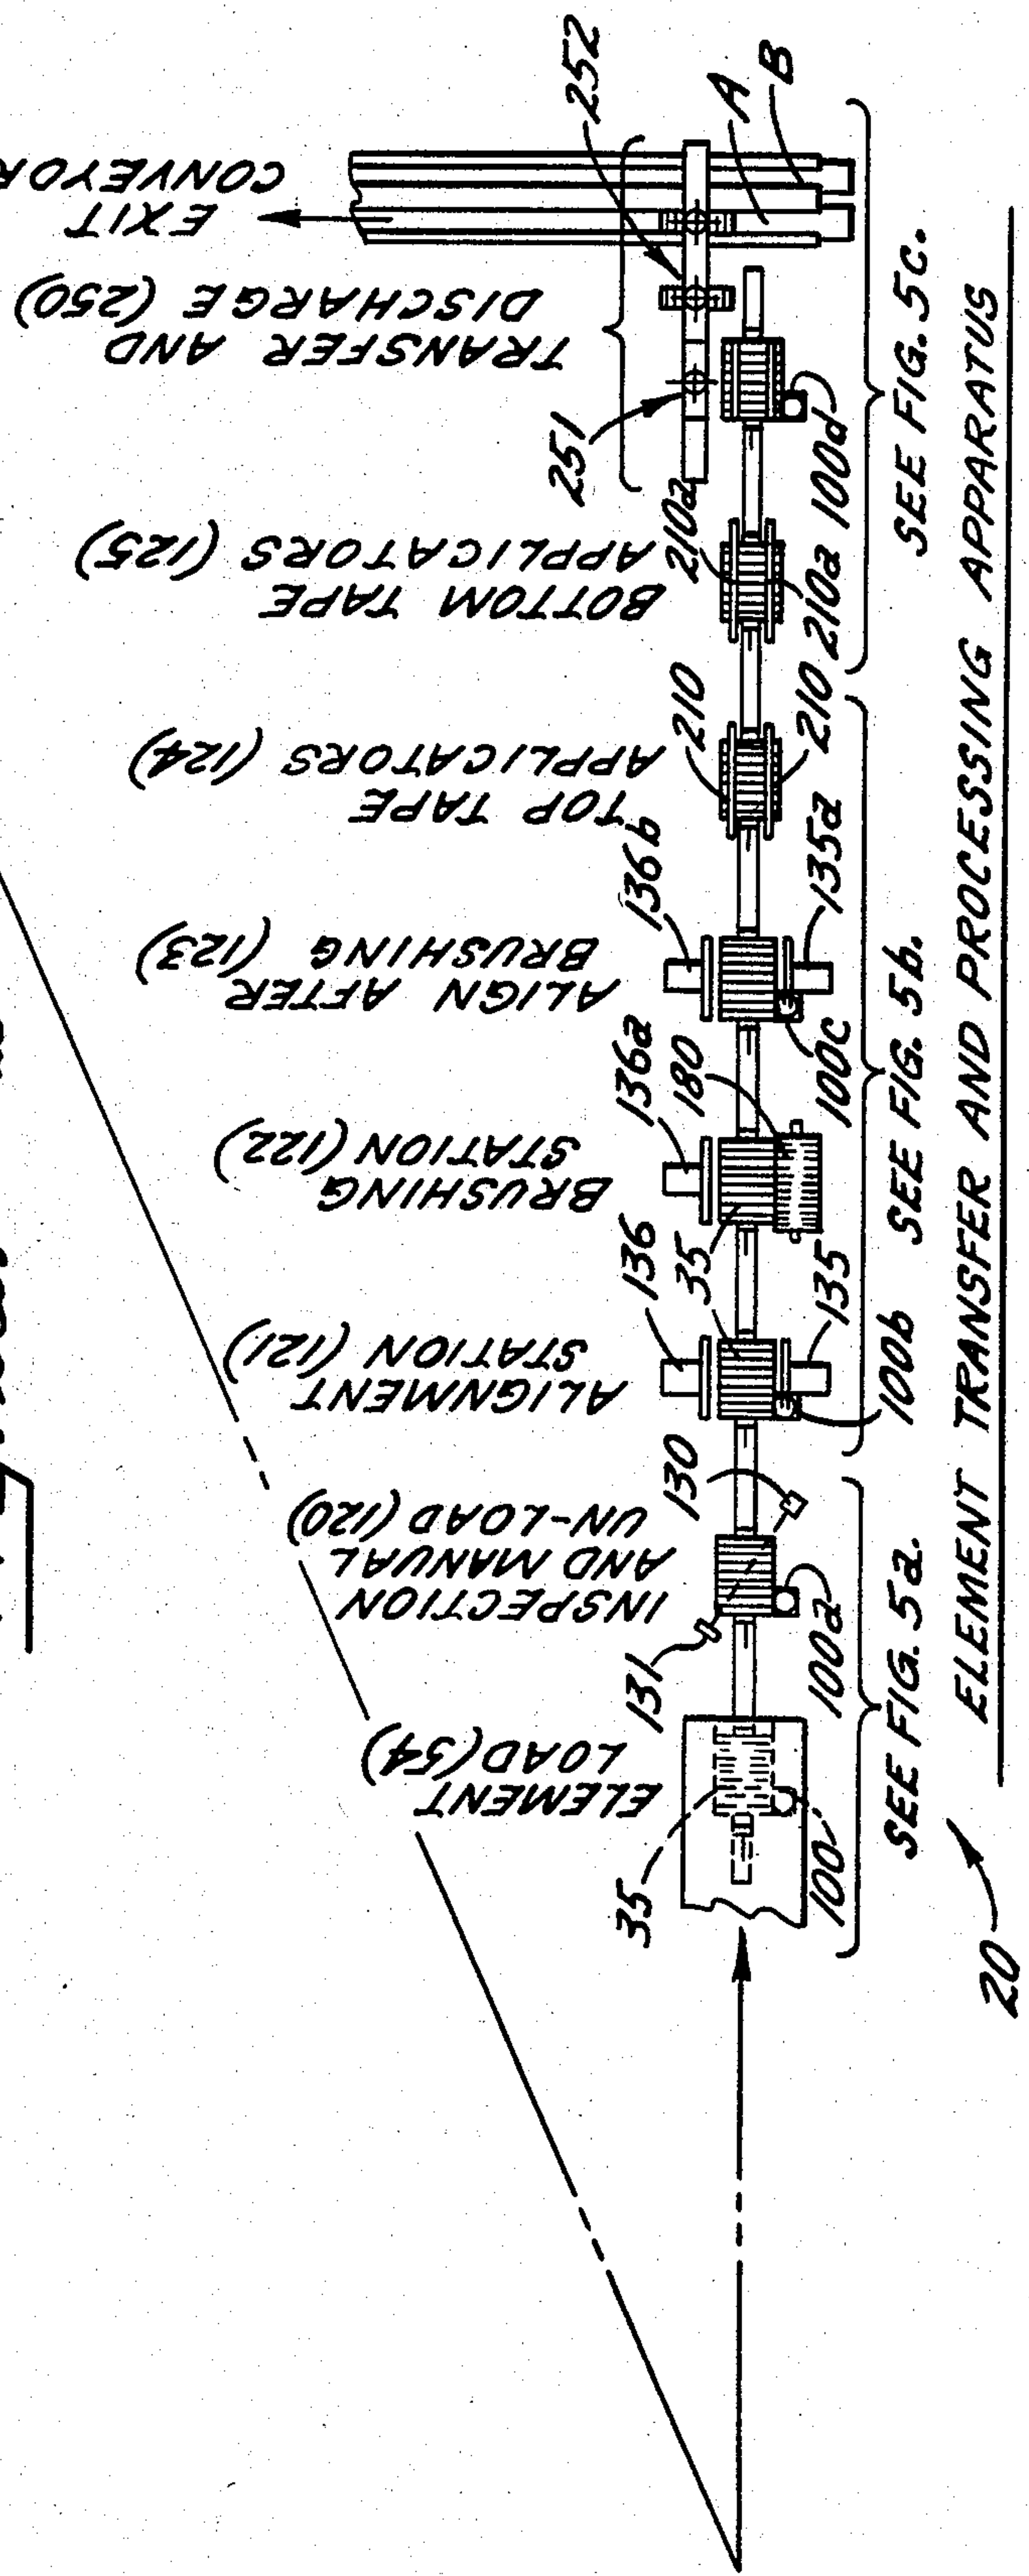 EXIT
CONVEYOR
TRANSFER AND
DISCHARGE (250)
252
251
A
B
BOTTOM TAPE
APPLICATORS (125)
210a
210a
100d
SEE FIG. 5c.
TOP TAPE
APPLICATORS (124)
210
210
ALIGN AFTER
BRUSHING (123)
136b
135a
100c
BRUSHING
STATION (122)
136a
180
35
SEE FIG. 5b.
ALIGNMENT
STATION (121)
136
135
100b
INSPECTION
AND MANUAL
UN-LOAD (120)
130
131
100a
ELEMENT
LOAD (54)
35
100
SEE FIG. 5a.
20
ELEMENT TRANSFER AND PROCESSING APPARATUS